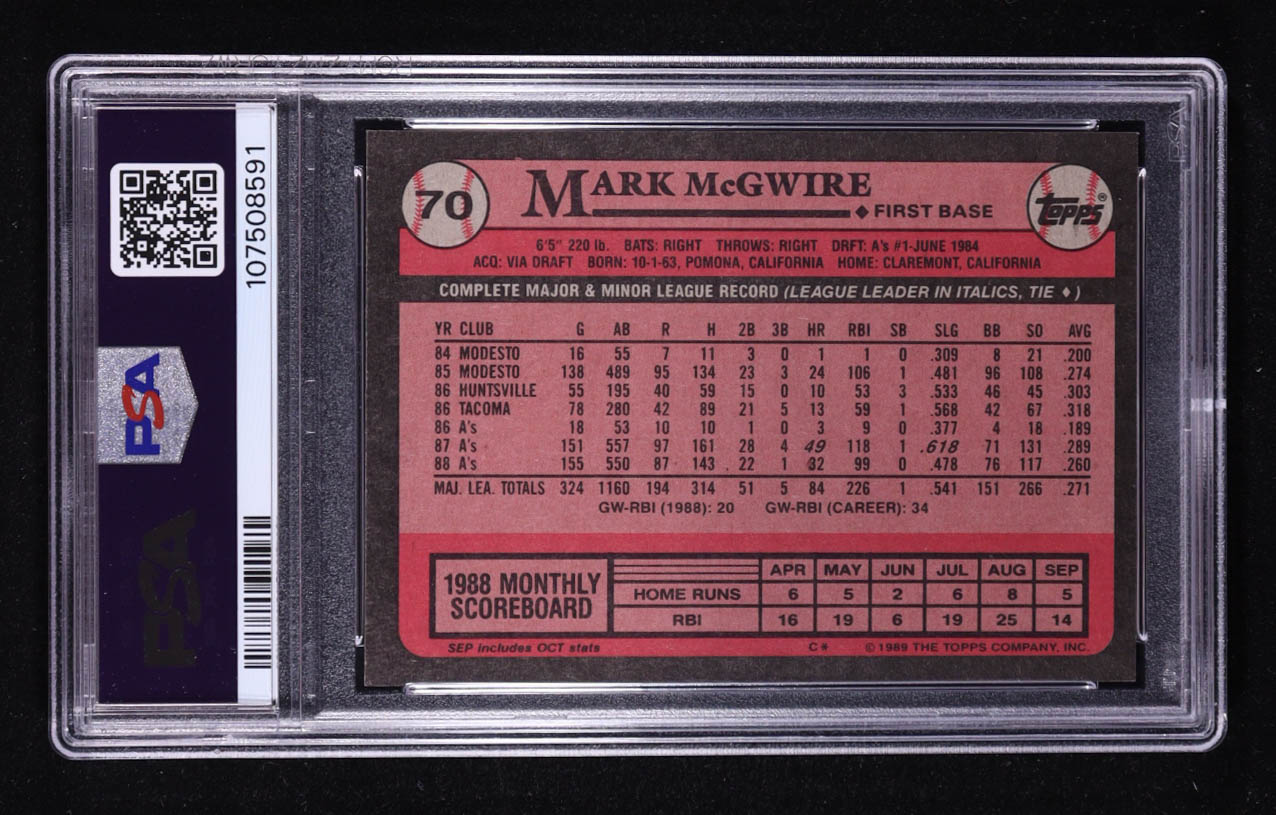 107508591
PSA
PSA
70
MARK McGWIRE
◆ FIRST BASE
TOPPS®
6'5" 220 lb. BATS: RIGHT THROWS: RIGHT DRFT: A's #1-JUNE 1984
ACQ: VIA DRAFT BORN: 10-1-63, POMONA, CALIFORNIA HOME: CLAREMONT, CALIFORNIA
COMPLETE MAJOR & MINOR LEAGUE RECORD (LEAGUE LEADER IN ITALICS, TIE ◆)
YR CLUB G AB R H 2B 3B HR RBI SB SLG BB SO AVG
84 MODESTO 16 55 7 11 3 0 1 1 0 .309 8 21 .200
85 MODESTO 138 489 95 134 23 3 24 106 1 .481 96 108 .274
86 HUNTSVILLE 55 195 40 59 15 0 10 53 3 .533 46 45 .303
86 TACOMA 78 280 42 89 21 5 13 59 1 .568 42 67 .318
86 A's 18 53 10 10 1 0 3 9 0 .377 4 18 .189
87 A's 151 557 97 161 28 4 49 118 1 .618 71 131 .289
88 A's 155 550 87 143 22 1 32 99 0 .478 76 117 .260
MAJ. LEA. TOTALS 324 1160 194 314 51 5 84 226 1 .541 151 266 .271
GW-RBI (1988): 20 GW-RBI (CAREER): 34
1988 MONTHLY
SCOREBOARD
APR MAY JUN JUL AUG SEP
HOME RUNS 6 5 2 6 8 5
RBI 16 19 6 19 25 14
SEP includes OCT stats C* © 1989 THE TOPPS COMPANY, INC.